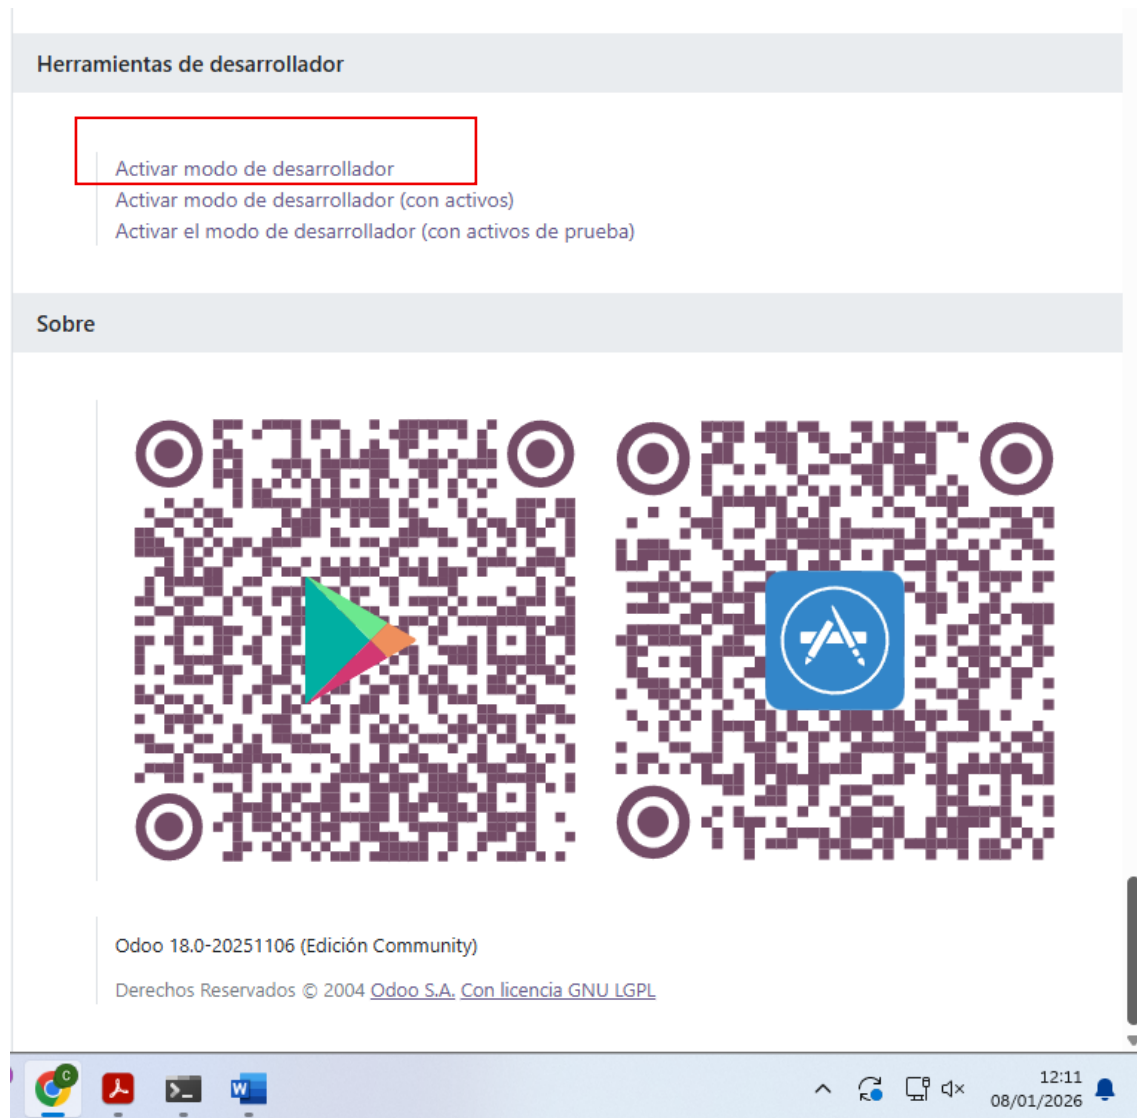 Herramientas de desarrollador
Activar modo de desarrollador
Activar modo de desarrollador (con activos)
Activar el modo de desarrollador (con activos de prueba)
Sobre
Odoo 18.0-20251106 (Edición Community)
Derechos Reservados © 2004 Odoo S.A. Con licencia GNU LGPL
C
W
12:11
08/01/2026